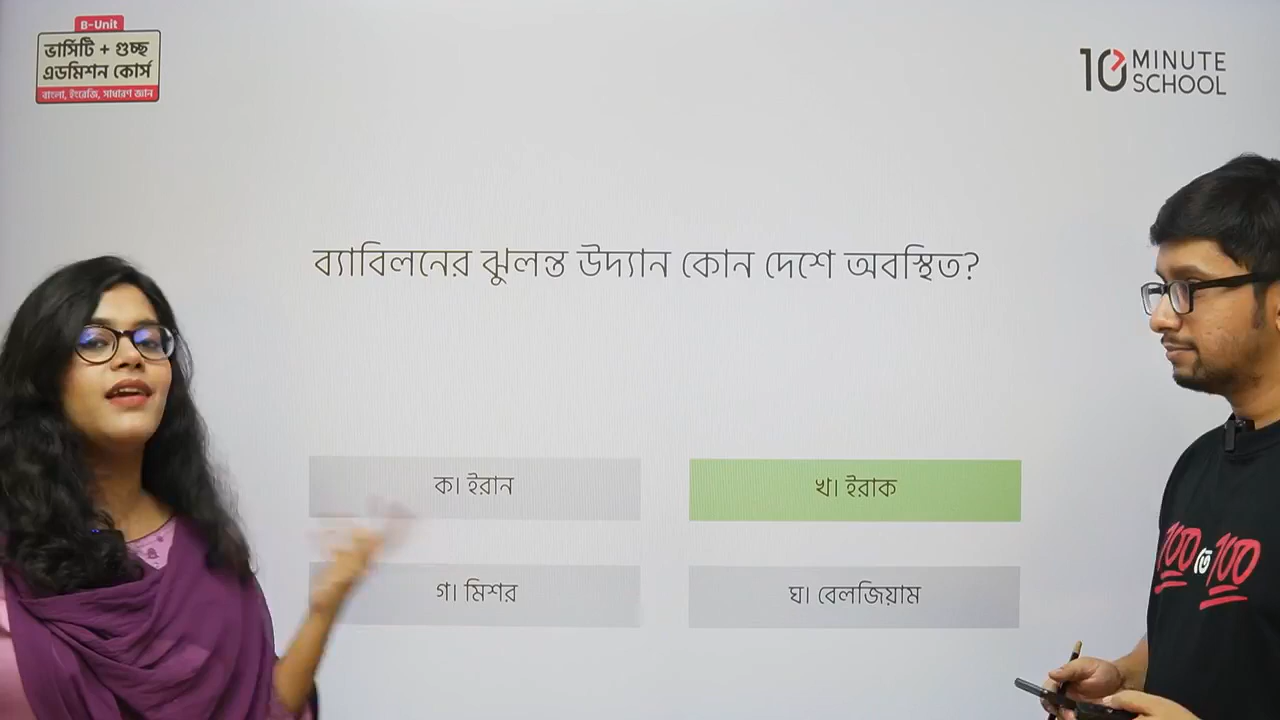 B-Unit
ভার্সিটি + গুচ্ছ
এডমিশন কোর্স
বাংলা, ইংরেজি, সাধারণ জ্ঞান
10 MINUTE
SCHOOL
ব্যাবিলনের ঝুলন্ত উদ্যান কোন দেশে অবস্থিত?
ক। ইরান
খ। ইরাক
গ। মিশর
ঘ। বেলজিয়াম
100 তে 100